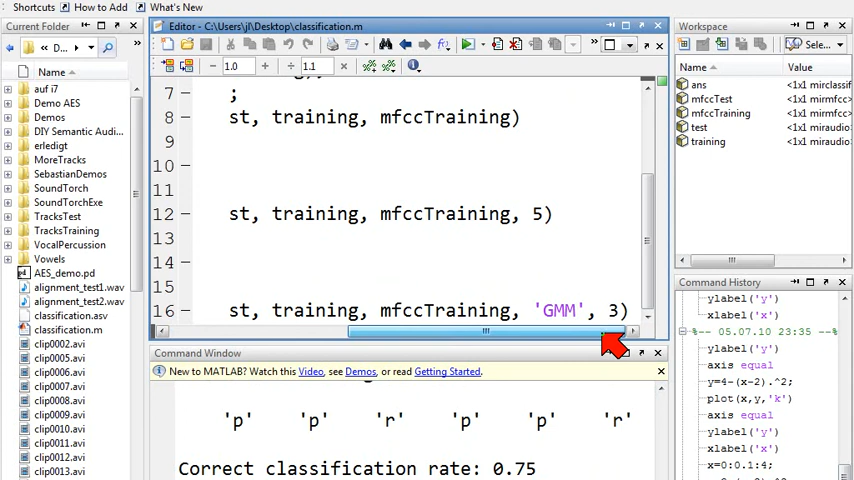 Shortcuts How to Add What's New
Current Folder
« D... ▸
Name
auf i7
Demo AES
Demos
DIY Semantic Audi...
erledigt
MoreTracks
SebastianDemos
SoundTorch
SoundTorchExe
TracksTest
TracksTraining
VocalPercussion
Vowels
AES_demo.pd
alignment_test1.wav
alignment_test2.wav
classification.asv
classification.m
clip0002.avi
clip0005.avi
clip0006.avi
clip0007.avi
clip0008.avi
clip0009.avi
clip0010.avi
clip0011.avi
clip0012.avi
clip0013.avi
Editor - C:\Users\jl\Desktop\classification.m
1.0
1.1
7
;
8 st, training, mfccTraining)
9
10
11
12 st, training, mfccTraining, 5)
13
14
15
16 st, training, mfccTraining, 'GMM', 3)
Command Window
New to MATLAB? Watch this Video, see Demos, or read Getting Started.
'p' 'p' 'r' 'p' 'p' 'r'
Correct classification rate: 0.75
Workspace
Sele...
Name Value
ans <1x1 mirclassif
mfccTest <1x1 mirmfcc>
mfccTraining <1x1 mirmfcc>
test <1x1 miraudio>
training <1x1 miraudio>
Command History
ylabel('y')
xlabel('x')
%-- 05.07.10 23:35 --%
ylabel('y')
axis equal
y=4-(x-2).^2;
plot(x,y,'k')
axis equal
ylabel('y')
xlabel('x')
x=0:0.1:4;